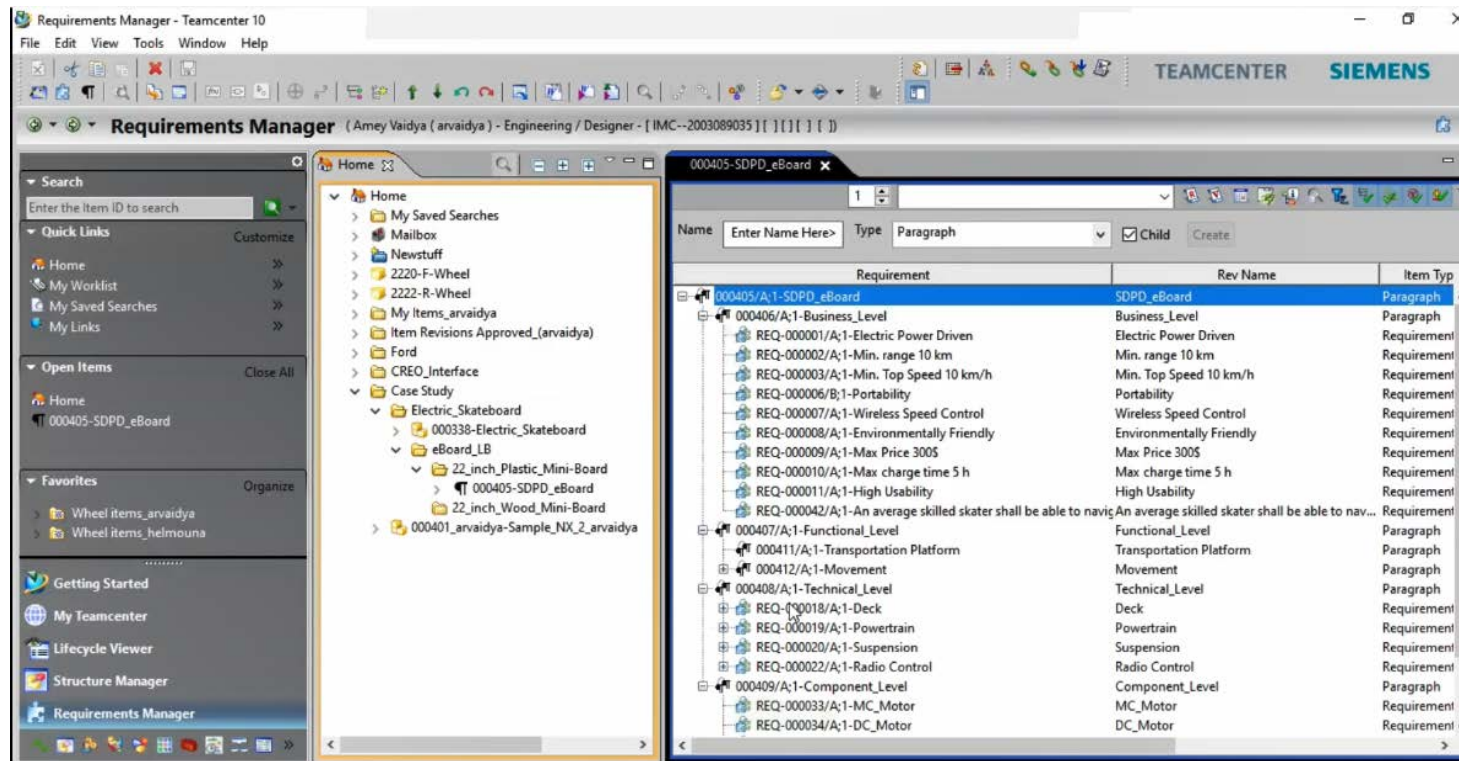 Requirements Manager - Teamcenter 10
File Edit View Tools Window Help
TEAMCENTER SIEMENS
Requirements Manager ( Amey Vaidya ( arvaidya ) - Engineering / Designer - [ IMC--2003089035 ] [ ] [ ] [ ] [ ])
Search
Enter the Item ID to search
Quick Links Customize
Home
My Worklist
My Saved Searches
My Links
Open Items Close All
Home
000405-SDPD_eBoard
Favorites Organize
Wheel items_arvaidya
Wheel items_helmouna
Getting Started
My Teamcenter
Lifecycle Viewer
Structure Manager
Requirements Manager
Home
Home
My Saved Searches
Mailbox
Newstuff
2220-F-Wheel
2222-R-Wheel
My Items_arvaidya
Item Revisions Approved_(arvaidya)
Ford
CREO_Interface
Case Study
Electric_Skateboard
000338-Electric_Skateboard
eBoard_LB
22_inch_Plastic_Mini-Board
000405-SDPD_eBoard
22_inch_Wood_Mini-Board
000401_arvaidya-Sample_NX_2_arvaidya
000405-SDPD_eBoard
1
Name Enter Name Here> Type Paragraph Child Create
Requirement Rev Name Item Typ
000405/A;1-SDPD_eBoard SDPD_eBoard Paragraph
000406/A;1-Business_Level Business_Level Paragraph
REQ-000001/A;1-Electric Power Driven Electric Power Driven Requirement
REQ-000002/A;1-Min. range 10 km Min. range 10 km Requirement
REQ-000003/A;1-Min. Top Speed 10 km/h Min. Top Speed 10 km/h Requirement
REQ-000006/B;1-Portability Portability Requirement
REQ-000007/A;1-Wireless Speed Control Wireless Speed Control Requirement
REQ-000008/A;1-Environmentally Friendly Environmentally Friendly Requirement
REQ-000009/A;1-Max Price 300$ Max Price 300$ Requirement
REQ-000010/A;1-Max charge time 5 h Max charge time 5 h Requirement
REQ-000011/A;1-High Usability High Usability Requirement
REQ-000042/A;1-An average skilled skater shall be able to navig An average skilled skater shall be able to nav... Requirement
000407/A;1-Functional_Level Functional_Level Paragraph
000411/A;1-Transportation Platform Transportation Platform Paragraph
000412/A;1-Movement Movement Paragraph
000408/A;1-Technical_Level Technical_Level Paragraph
REQ-000018/A;1-Deck Deck Requirement
REQ-000019/A;1-Powertrain Powertrain Requirement
REQ-000020/A;1-Suspension Suspension Requirement
REQ-000022/A;1-Radio Control Radio Control Requirement
000409/A;1-Component_Level Component_Level Paragraph
REQ-000033/A;1-MC_Motor MC_Motor Requirement
REQ-000034/A;1-DC_Motor DC_Motor Requirement